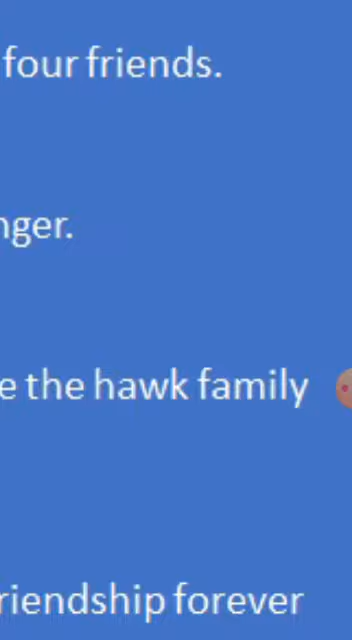 four friends.
nger.
e the hawk family
riendship forever